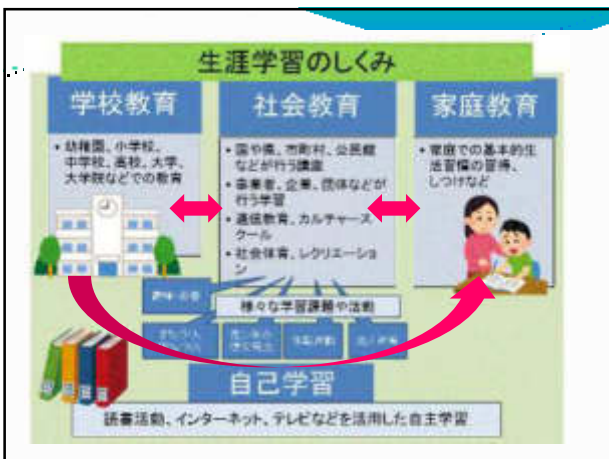 生涯学習のしくみ
学校教育
・幼稚園、小学校、
中学校、高校、大学、
大学院などでの教育
社会教育
・国や県、市町村、公民館
などが行う講座
・事業者、企業、団体などが
行う学習
・通信教育、カルチャース
クール
・社会体育、レクリエーショ
ン
家庭教育
・家庭での基本的生
活習慣の習得、
しつけなど
様々な学習課題や活動
自己学習
読書活動、インターネット、テレビなどを活用した自主学習